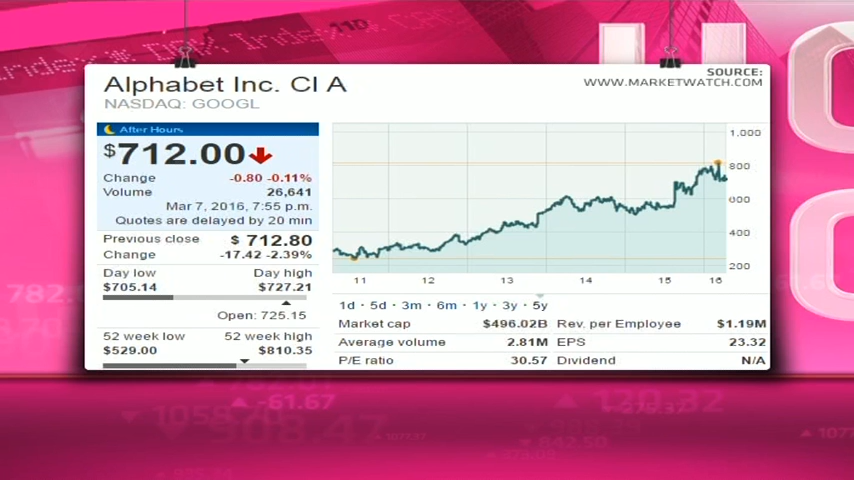 Alphabet Inc. Cl A
NASDAQ: GOOGL
SOURCE:
WWW.MARKETWATCH.COM
After Hours
$712.00
Change -0.80 -0.11%
Volume 26,641
Mar 7, 2016, 7:55 p.m.
Quotes are delayed by 20 min
Previous close $ 712.80
Change -17.42 -2.39%
Day low Day high
$705.14 $727.21
Open: 725.15
52 week low 52 week high
$529.00 $810.35
1,000
800
600
400
200
11 12 13 14 15 16
1d · 5d · 3m · 6m · 1y · 3y · 5y
Market cap $496.02B Rev. per Employee $1.19M
Average volume 2.81M EPS 23.32
P/E ratio 30.57 Dividend N/A
-61.67